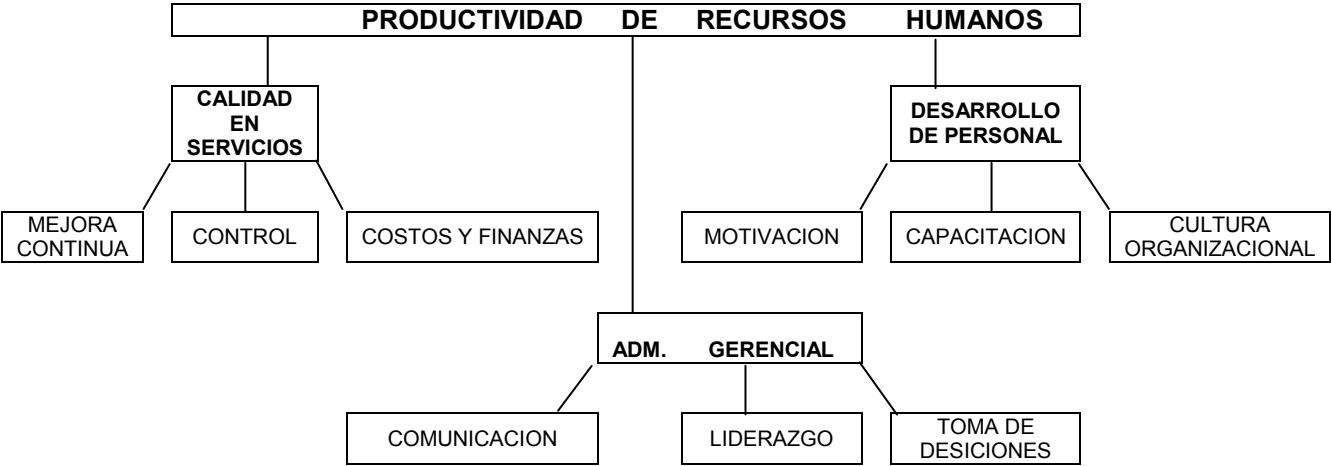 PRODUCTIVIDAD DE RECURSOS HUMANOS
CALIDAD
EN
SERVICIOS
DESARROLLO
DE PERSONAL
MEJORA
CONTINUA
CONTROL
COSTOS Y FINANZAS
MOTIVACION
CAPACITACION
CULTURA
ORGANIZACIONAL
ADM. GERENCIAL
COMUNICACION
LIDERAZGO
TOMA DE
DESICIONES